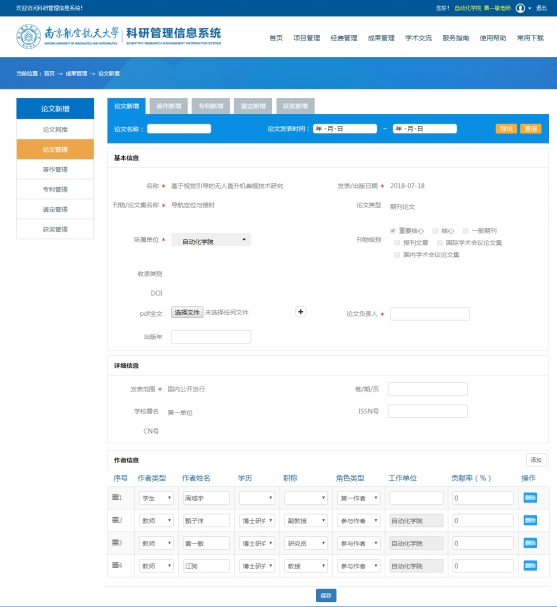 欢迎访问科研管理信息系统!
您好! 自动化学院 第一敏老师 退出
南京航空航天大学 科研管理信息系统
NANJING UNIVERSITY OF AERONAUTICS AND ASTRONAUTICS SCIENTIFIC RESEARCH MANAGEMENT INFORMATION SYSTEM
首页 项目管理 经费管理 成果管理 学术交流 服务指南 使用帮助 常用下载
当前位置: 首页 -> 成果管理 -> 论文新增
论文新增
论文网推
论文管理
著作管理
专利管理
鉴定管理
获奖管理
论文新增 著作新增 专利新增 鉴定新增 获奖新增
论文名称: 论文发表时间: 年-月-日 ~ 年-月-日 查询
基本信息
名称 * 基于视觉引导的无人直升机着舰技术研究 发表/出版日期 * 2018-07-18
刊物/论文集名称 * 导航定位与授时 论文类型 期刊论文
所属单位 * 自动化学院 刊物级别 重要核心 核心 一般期刊
报刊文章 国际学术会议论文集
国内学术会议论文集
收录类别
DOI
pdf全文 选择文件 未选择任何文件 + 论文负责人 *
出版年
详细信息
发表范围 * 国内公开发行 卷/期/页
学校署名 第一单位 ISSN号
CN号
作者信息 添加
序号 作者类型 作者姓名 学历 职称 角色类型 工作单位 贡献率(%) 操作
1 学生 周城宇 第一作者 0 删除
2 教师 甄子洋 博士研究 副教授 参与作者 自动化学院 0 删除
3 教师 黄一敏 博士研究 研究员 参与作者 自动化学院 0 删除
4 教师 江驹 博士研究 教授 参与作者 自动化学院 0 删除
保存